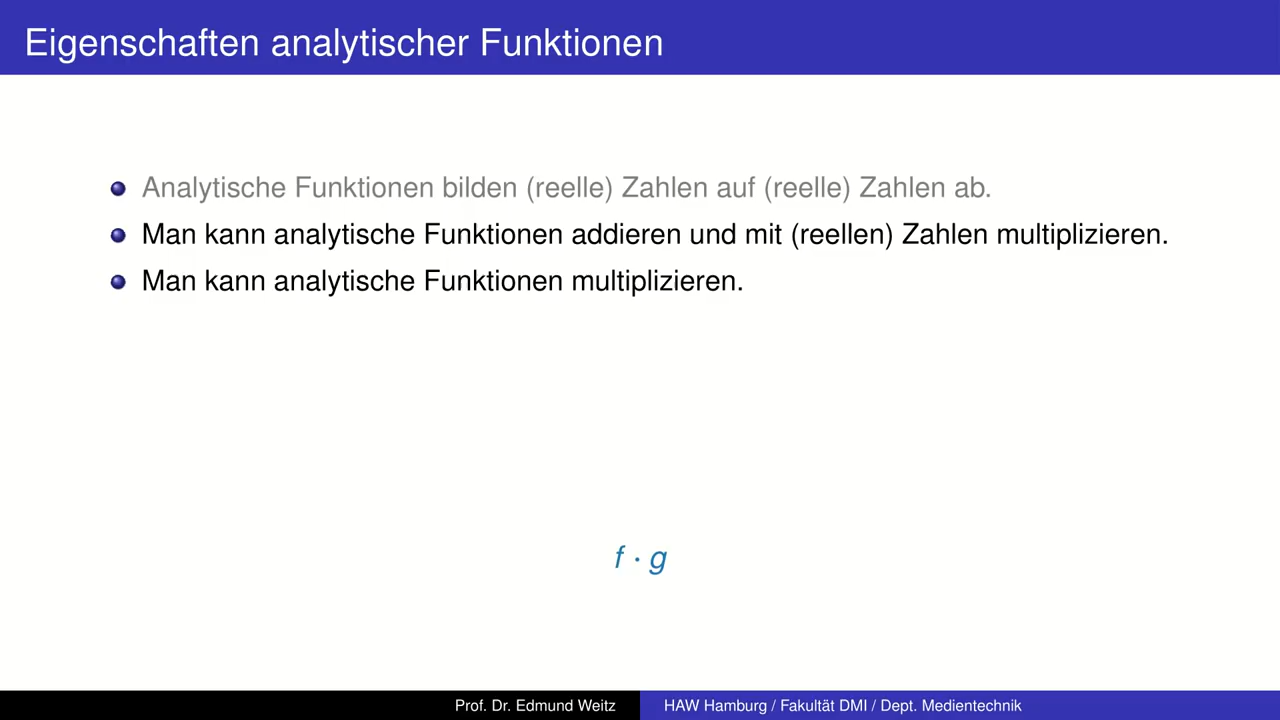 Eigenschaften analytischer Funktionen
Analytische Funktionen bilden (reelle) Zahlen auf (reelle) Zahlen ab.
Man kann analytische Funktionen addieren und mit (reellen) Zahlen multiplizieren.
Man kann analytische Funktionen multiplizieren.
f · g
Prof. Dr. Edmund Weitz
HAW Hamburg / Fakultät DMI / Dept. Medientechnik